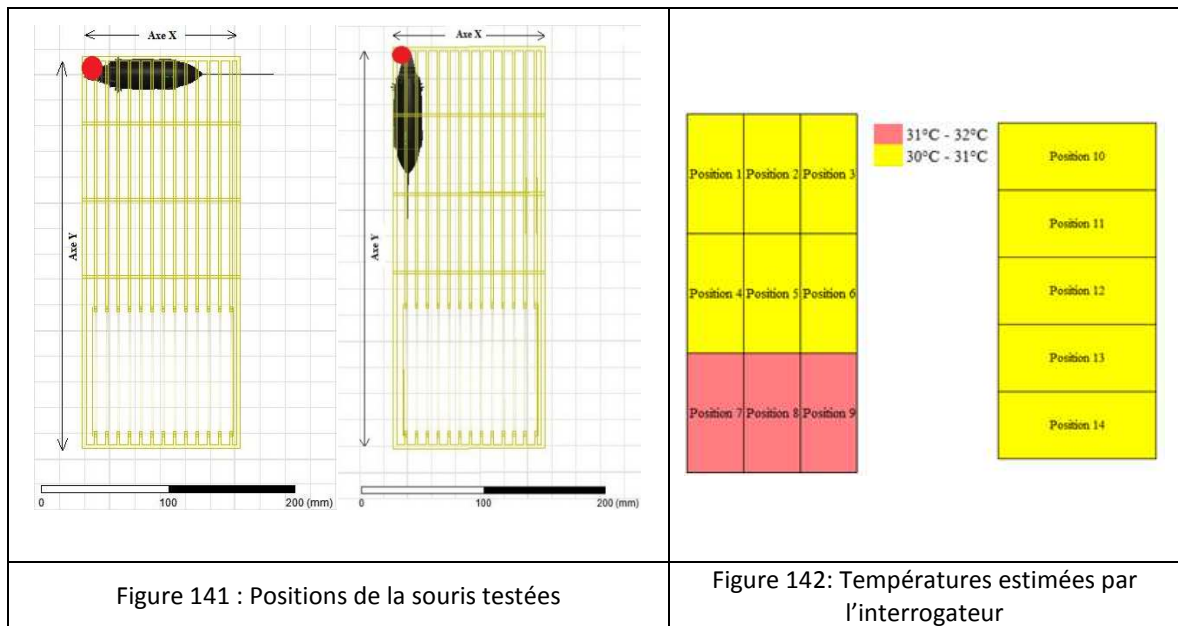 Axe X
Axe Y
0
100
200 (mm)
Axe X
Axe Y
0
100
200 (mm)
Position 1
Position 2
Position 3
Position 4
Position 5
Position 6
Position 7
Position 8
Position 9
31°C - 32°C
30°C - 31°C
Position 10
Position 11
Position 12
Position 13
Position 14
Figure 141 : Positions de la souris testées
Figure 142: Températures estimées par
l’interrogateur